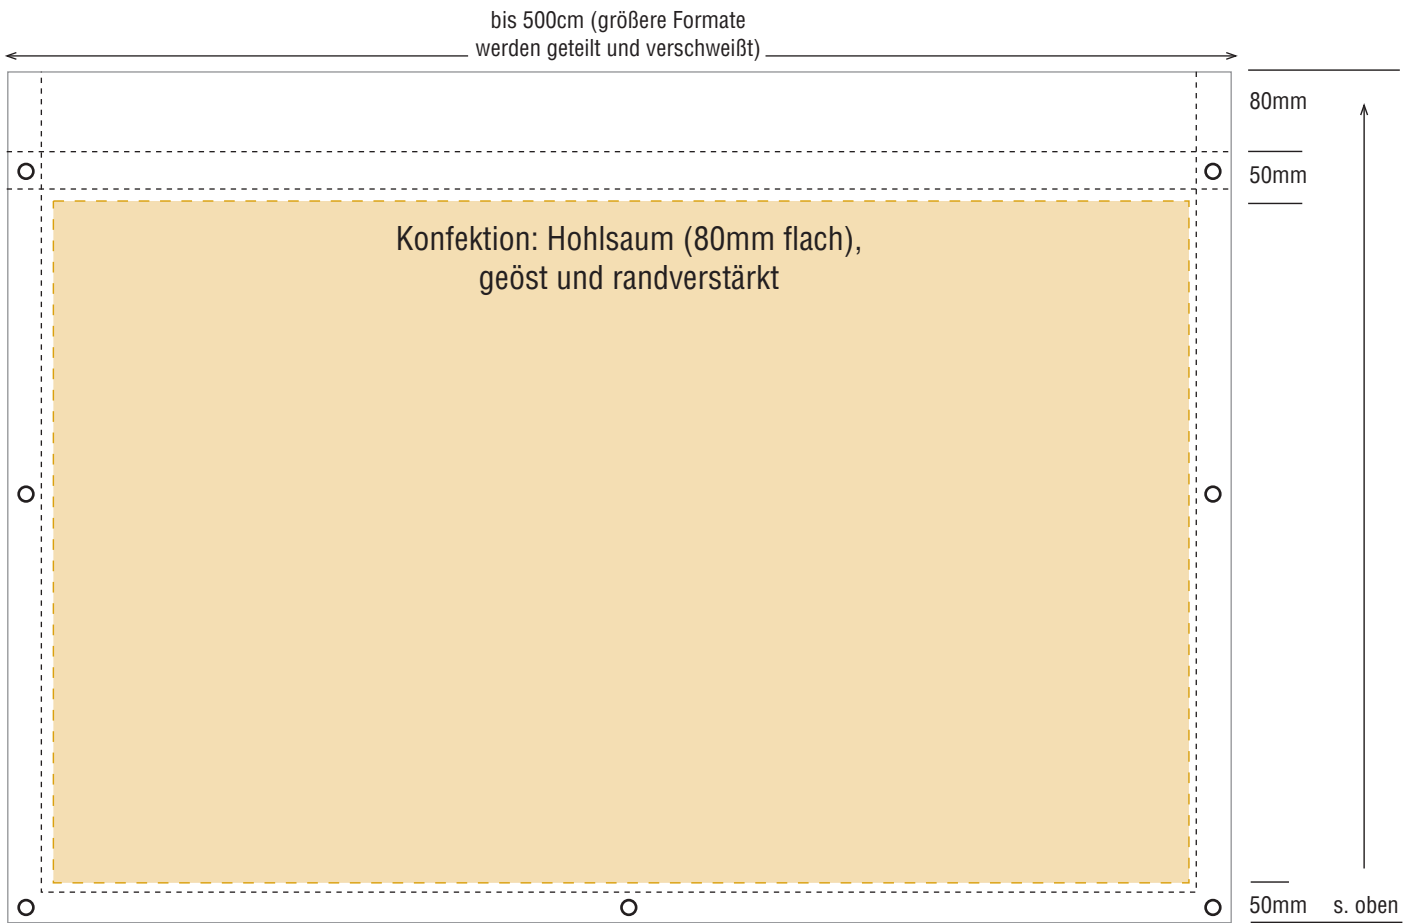 bis 500cm (größere Formate
werden geteilt und verschweißt)
80mm
50mm
Konfektion: Hohlsaum (80mm flach),
geöst und randverstärkt
50mm s. oben